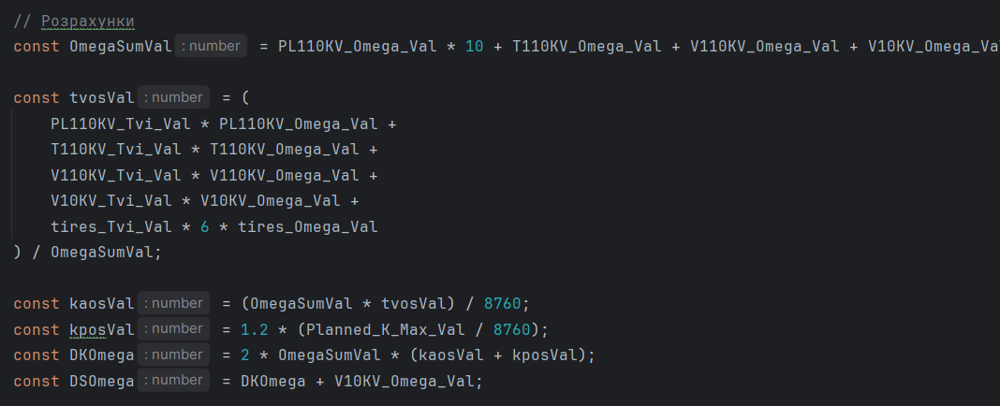 // Розрахунки
const OmegaSumVal : number = PL110KV_Omega_Val * 10 + T110KV_Omega_Val + V110KV_Omega_Val + V10KV_Omega_Val
const tvosVal : number = (
PL110KV_Tvi_Val * PL110KV_Omega_Val +
T110KV_Tvi_Val * T110KV_Omega_Val +
V110KV_Tvi_Val * V110KV_Omega_Val +
V10KV_Tvi_Val * V10KV_Omega_Val +
tires_Tvi_Val * 6 * tires_Omega_Val
) / OmegaSumVal;
const kaosVal : number = (OmegaSumVal * tvosVal) / 8760;
const kposVal : number = 1.2 * (Planned_K_Max_Val / 8760);
const DKOmega : number = 2 * OmegaSumVal * (kaosVal + kposVal);
const DSOmega : number = DKOmega + V10KV_Omega_Val;